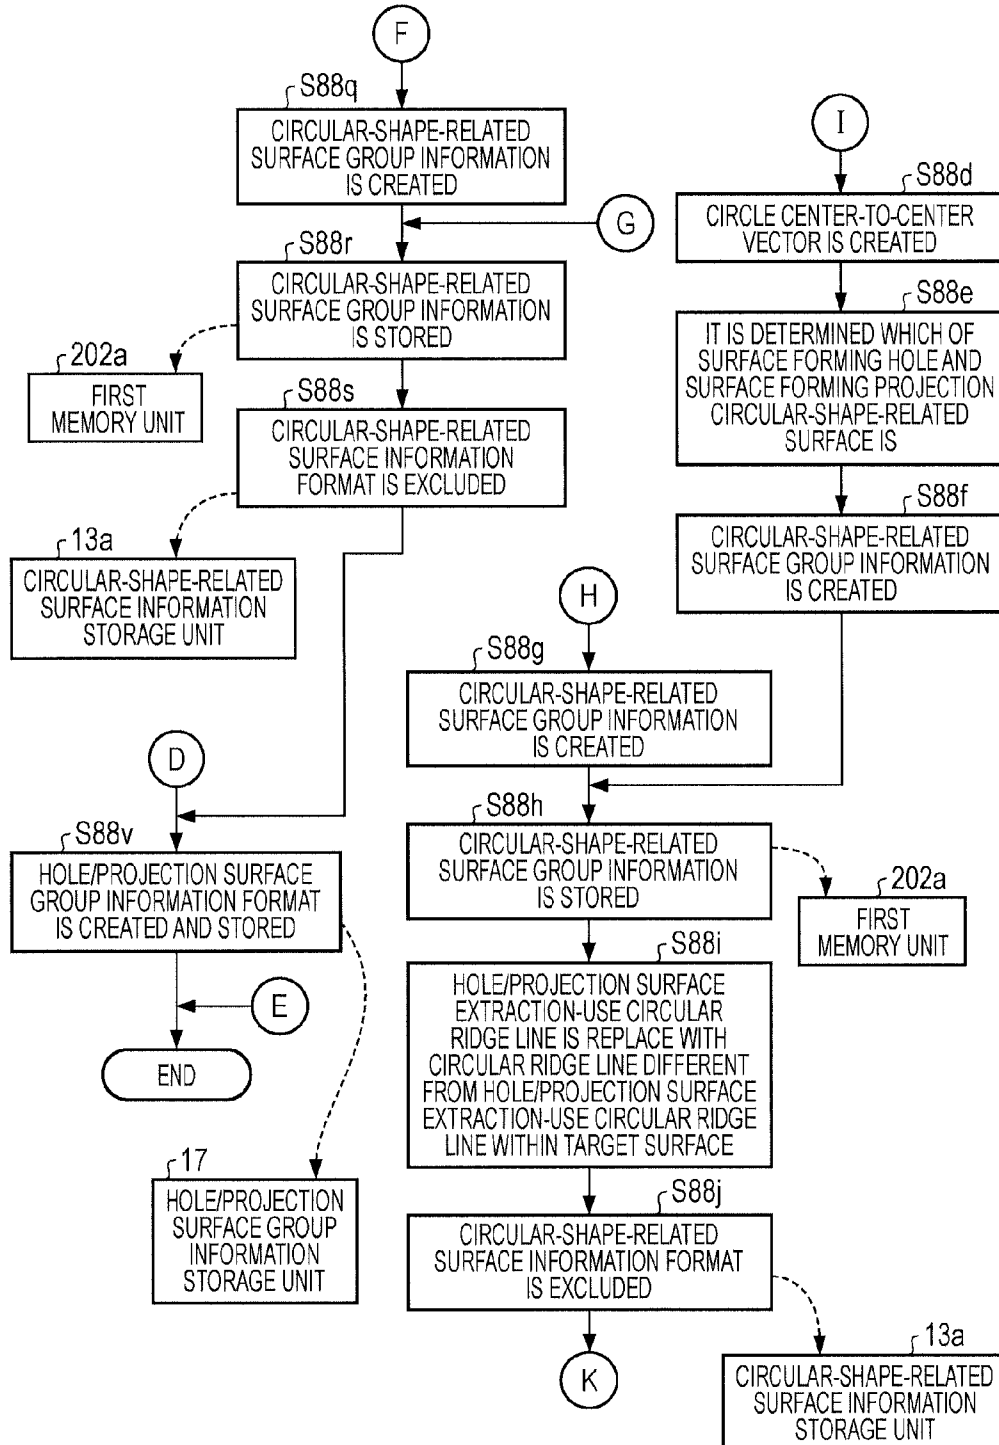 F
S88q
CIRCULAR-SHAPE-RELATED
SURFACE GROUP INFORMATION
IS CREATED
G
S88r
CIRCULAR-SHAPE-RELATED
SURFACE GROUP INFORMATION
IS STORED
202a
FIRST
MEMORY UNIT
S88s
CIRCULAR-SHAPE-RELATED
SURFACE INFORMATION
FORMAT IS EXCLUDED
13a
CIRCULAR-SHAPE-RELATED
SURFACE INFORMATION
STORAGE UNIT
D
S88v
HOLE/PROJECTION SURFACE
GROUP INFORMATION FORMAT
IS CREATED AND STORED
E
END
17
HOLE/PROJECTION
SURFACE GROUP
INFORMATION
STORAGE UNIT
I
S88d
CIRCLE CENTER-TO-CENTER
VECTOR IS CREATED
S88e
IT IS DETERMINED WHICH OF
SURFACE FORMING HOLE AND
SURFACE FORMING PROJECTION
CIRCULAR-SHAPE-RELATED
SURFACE IS
S88f
CIRCULAR-SHAPE-RELATED
SURFACE GROUP INFORMATION
IS CREATED
H
S88g
CIRCULAR-SHAPE-RELATED
SURFACE GROUP INFORMATION
IS CREATED
S88h
CIRCULAR-SHAPE-RELATED
SURFACE GROUP INFORMATION
IS STORED
202a
FIRST
MEMORY UNIT
S88i
HOLE/PROJECTION SURFACE
EXTRACTION-USE CIRCULAR
RIDGE LINE IS REPLACE WITH
CIRCULAR RIDGE LINE DIFFERENT
FROM HOLE/PROJECTION SURFACE
EXTRACTION-USE CIRCULAR RIDGE
LINE WITHIN TARGET SURFACE
S88j
CIRCULAR-SHAPE-RELATED
SURFACE INFORMATION FORMAT
IS EXCLUDED
K
13a
CIRCULAR-SHAPE-RELATED
SURFACE INFORMATION
STORAGE UNIT